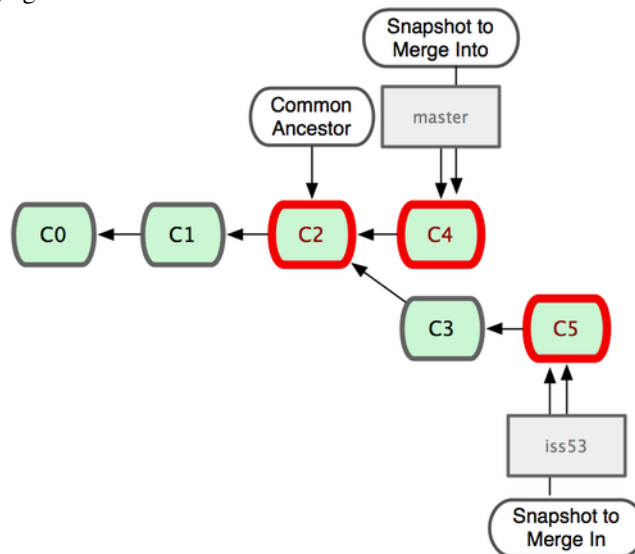 Snapshot to
Merge Into
Common
Ancestor
master
C0
C1
C2
C4
C3
C5
iss53
Snapshot to
Merge In